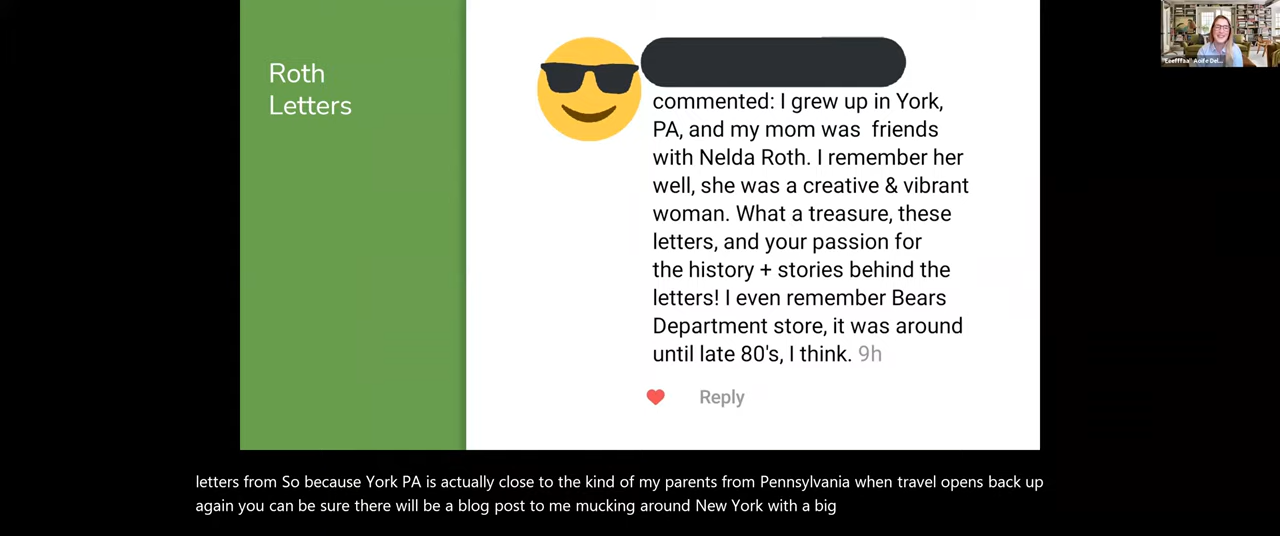 Roth
Letters
commented: I grew up in York,
PA, and my mom was friends
with Nelda Roth. I remember her
well, she was a creative & vibrant
woman. What a treasure, these
letters, and your passion for
the history + stories behind the
letters! I even remember Bears
Department store, it was around
until late 80's, I think. 9h
Reply
letters from So because York PA is actually close to the kind of my parents from Pennsylvania when travel opens back up
again you can be sure there will be a blog post to me mucking around New York with a big